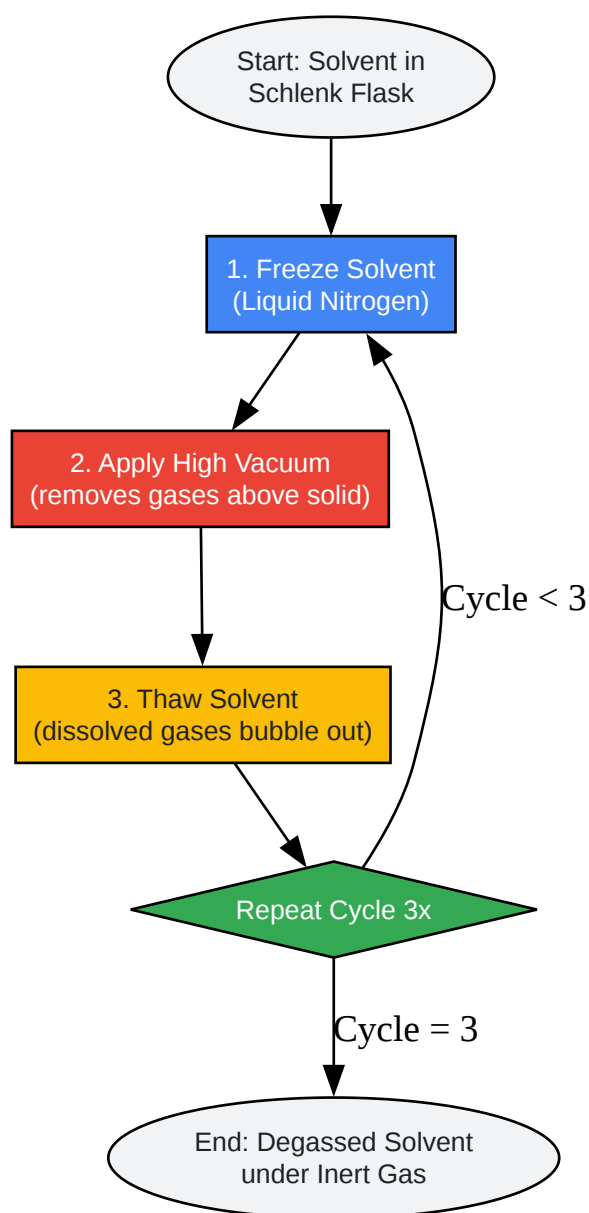 Start: Solvent in
Schlenk Flask
1. Freeze Solvent
(Liquid Nitrogen)
2. Apply High Vacuum
(removes gases above solid)
Cycle < 3
3. Thaw Solvent
(dissolved gases bubble out)
Repeat Cycle 3x
Cycle = 3
End: Degassed Solvent
under Inert Gas